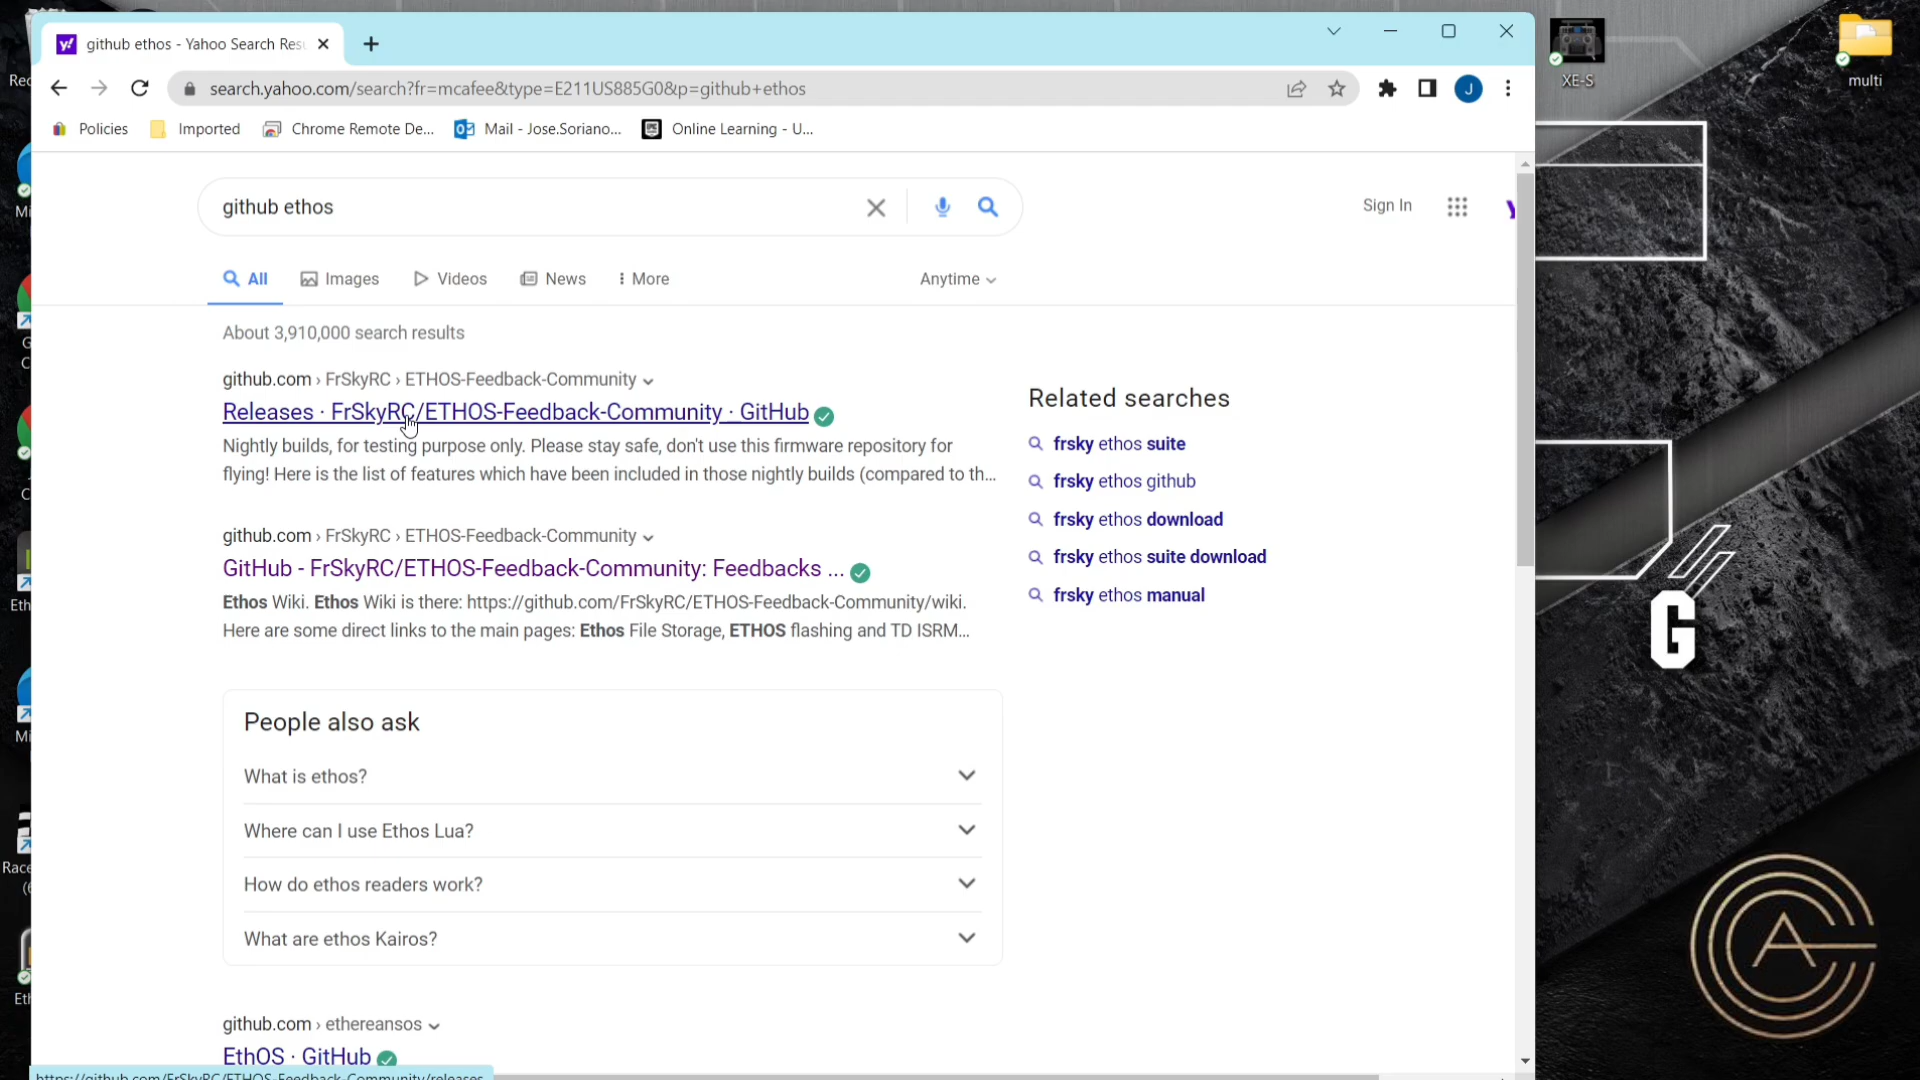 github ethos - Yahoo Search Res
search.yahoo.com/search?fr=mcafee&type=E211US885G0&p=github+ethos
J
Policies
Imported
Chrome Remote De...
Mail - Jose.Soriano...
Online Learning - U...
github ethos
Sign In
All
Images
Videos
News
More
Anytime
About 3,910,000 search results
github.com › FrSkyRC › ETHOS-Feedback-Community
Releases · FrSkyRC/ETHOS-Feedback-Community · GitHub
Nightly builds, for testing purpose only. Please stay safe, don't use this firmware repository for
flying! Here is the list of features which have been included in those nightly builds (compared to th...
github.com › FrSkyRC › ETHOS-Feedback-Community
GitHub - FrSkyRC/ETHOS-Feedback-Community: Feedbacks ...
Ethos Wiki. Ethos Wiki is there: https://github.com/FrSkyRC/ETHOS-Feedback-Community/wiki.
Here are some direct links to the main pages: Ethos File Storage, ETHOS flashing and TD ISRM...
People also ask
What is ethos?
Where can I use Ethos Lua?
How do ethos readers work?
What are ethos Kairos?
github.com › ethereansos
EthOS · GitHub
https://github.com/FrSkyRC/ETHOS-Feedback-Community/releases
Related searches
frsky ethos suite
frsky ethos github
frsky ethos download
frsky ethos suite download
frsky ethos manual
XE-S
multi
G